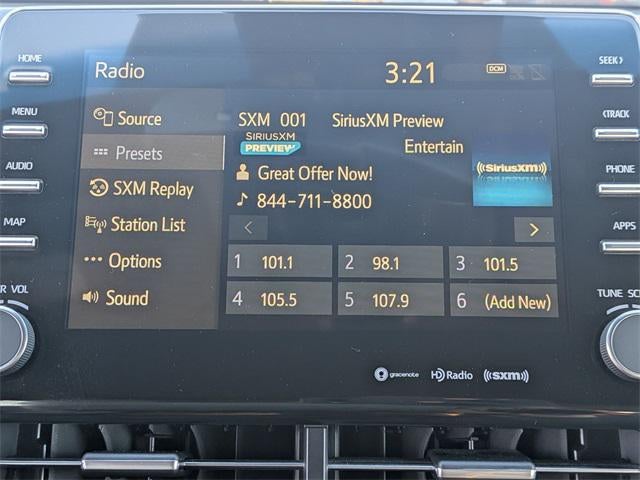 HOME
MENU
AUDIO
MAP
VOL
Radio
3:21
DCM
Source
Presets
SXM Replay
Station List
Options
Sound
SXM 001 SiriusXM Preview
SIRIUSXM
PREVIEW
Entertain
Great Offer Now!
844-711-8800
((SiriusXM))
<
>
1 101.1
2 98.1
3 101.5
4 105.5
5 107.9
6 (Add New)
gracenote
HD Radio
((SXM))
SEEK >
< TRACK
PHONE
APPS
TUNE